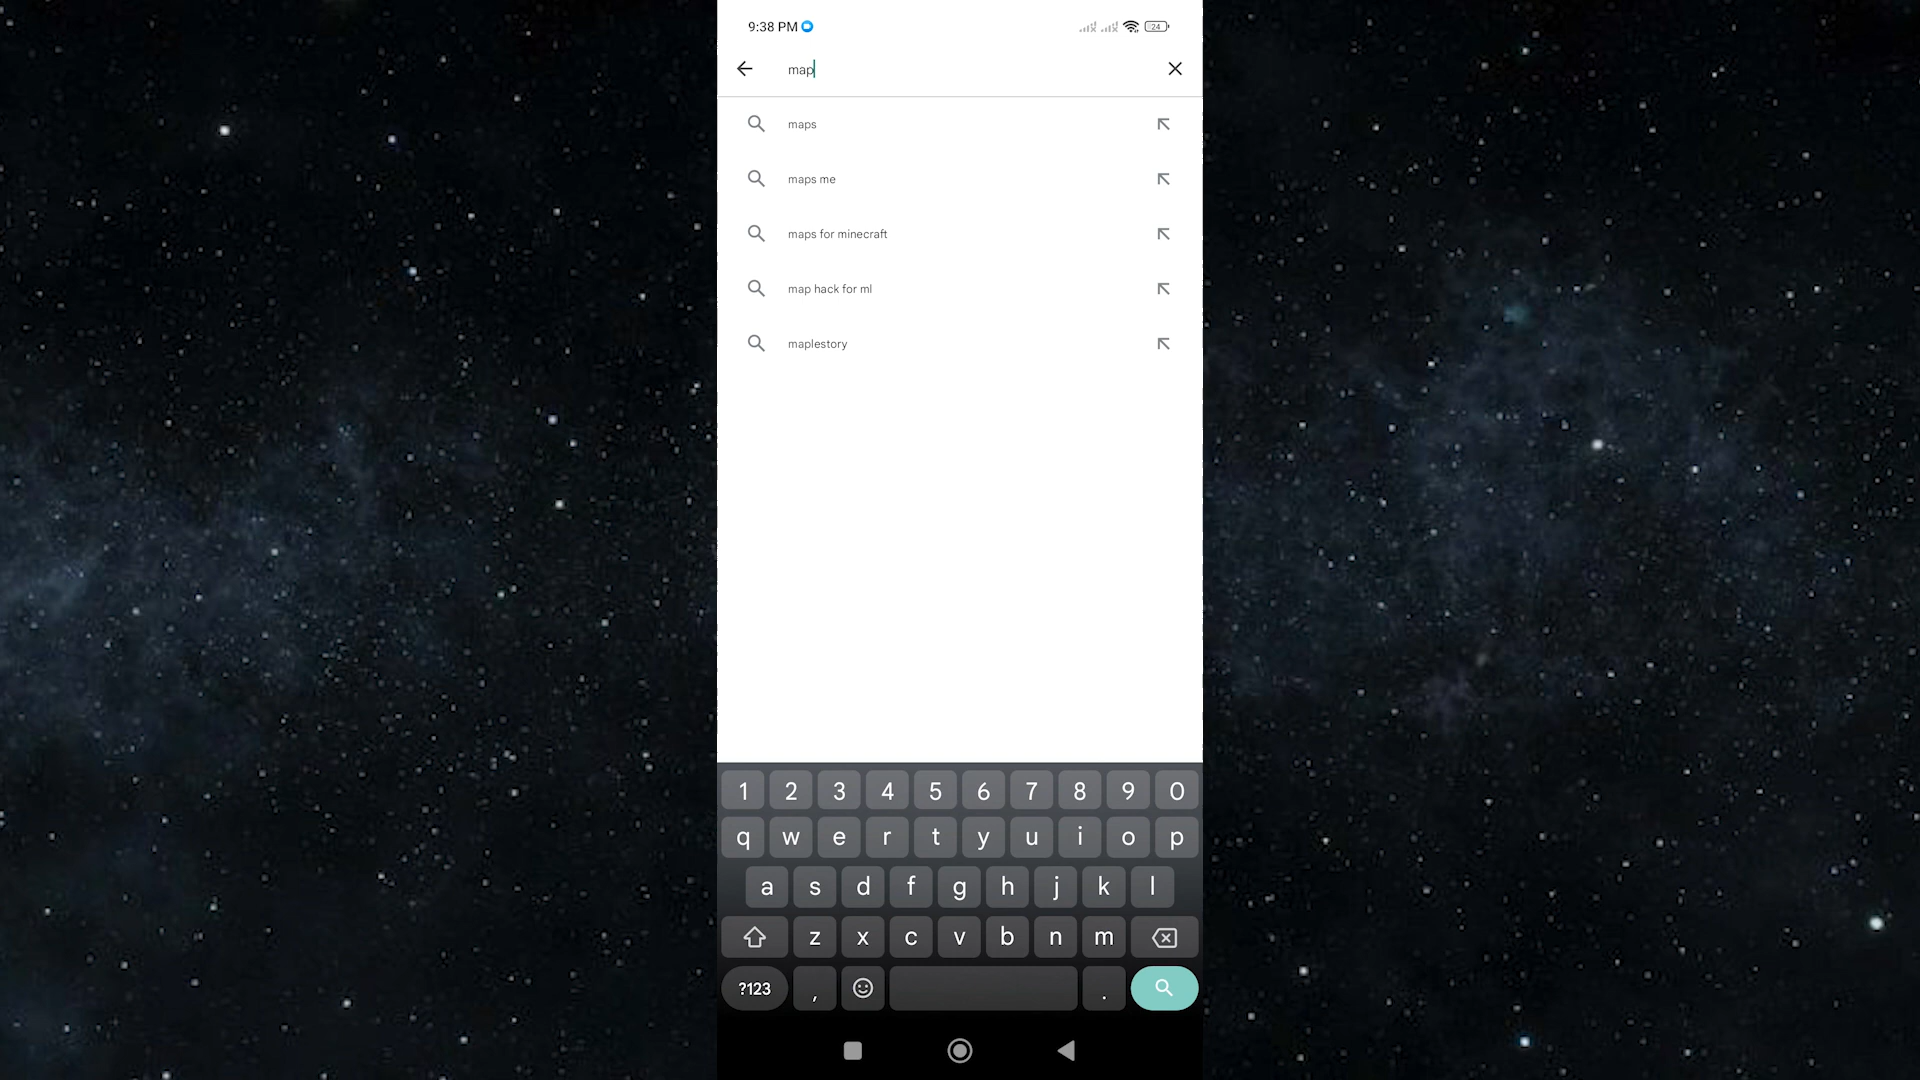 9:38 PM
24
map
maps
maps me
maps for minecraft
map hack for ml
maplestory
1 2 3 4 5 6 7 8 9 0
q w e r t y u i o p
a s d f g h j k l
z x c v b n m
?123 , .